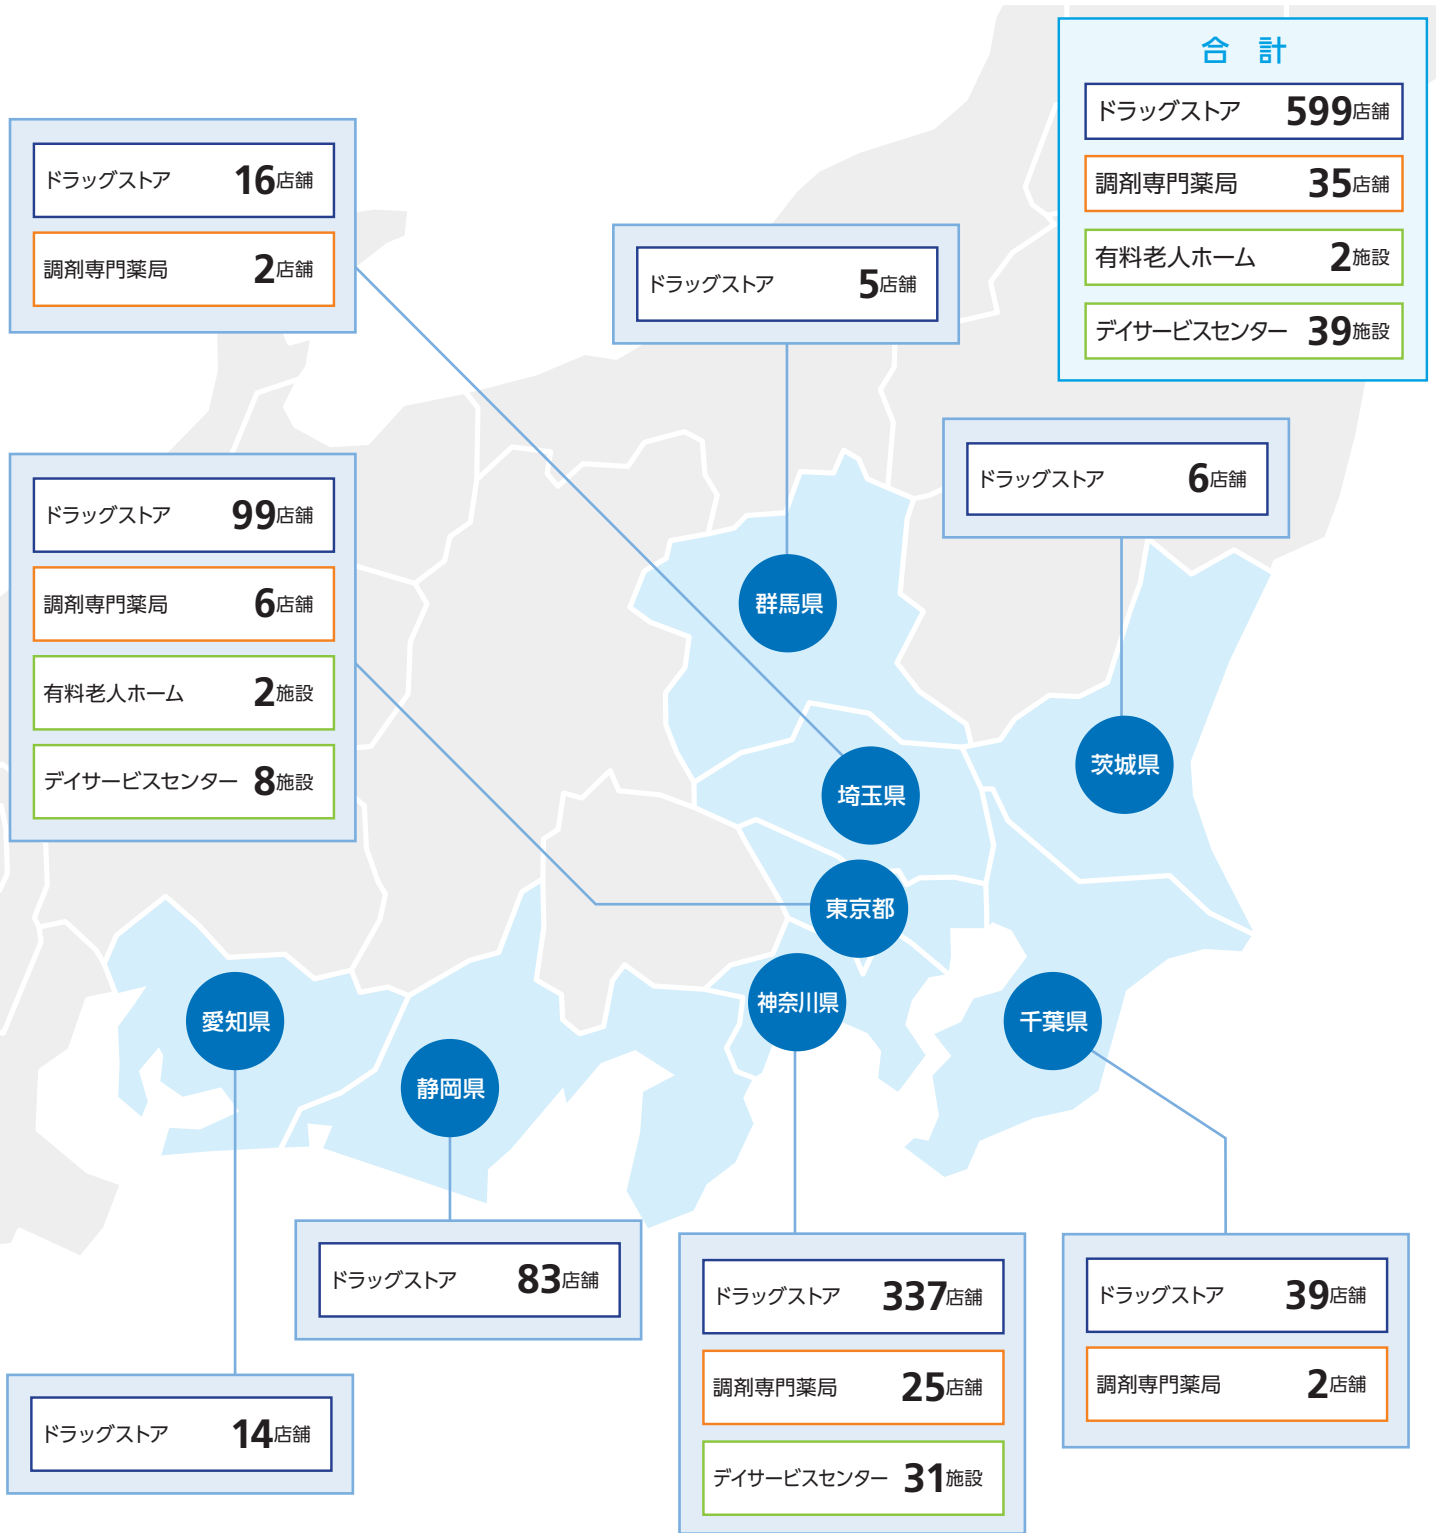 合 計
ドラッグストア 599店舗
調剤専門薬局 35店舗
有料老人ホーム 2施設
デイサービスセンター 39施設
ドラッグストア 16店舗
調剤専門薬局 2店舗
ドラッグストア 5店舗
ドラッグストア 6店舗
ドラッグストア 99店舗
調剤専門薬局 6店舗
有料老人ホーム 2施設
デイサービスセンター 8施設
群馬県
茨城県
埼玉県
東京都
神奈川県
千葉県
愛知県
静岡県
ドラッグストア 83店舗
ドラッグストア 337店舗
調剤専門薬局 25店舗
デイサービスセンター 31施設
ドラッグストア 39店舗
調剤専門薬局 2店舗
ドラッグストア 14店舗